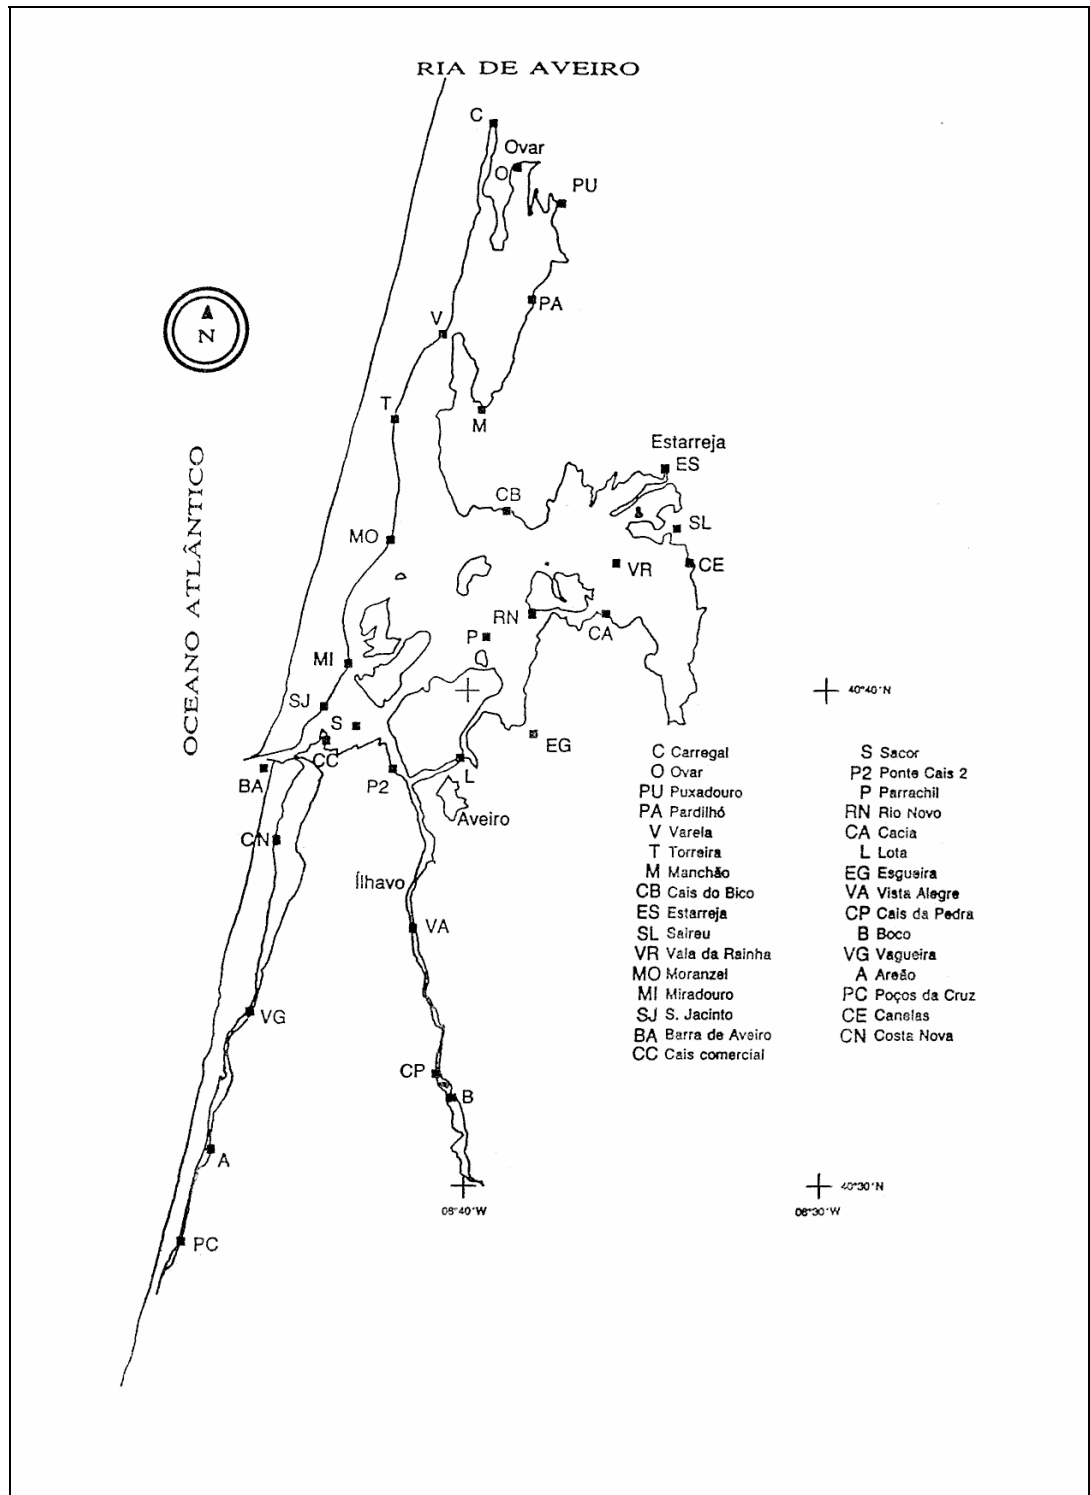 RIA DE AVEIRO
C
Ovar
O
PU
PA
V
T
M
Estarreja
ES
CB
SL
MO
VR
CE
RN
CA
P
MI
SJ
S
CC
BA
P2
L
EG
Aveiro
CN
Ílhavo
VA
VG
CP
B
A
PC
N
OCEANO ATLÂNTICO
40°40'N
40°30'N
08°40'W
08°30'W
C Carregal
O Ovar
PU Puxadouro
PA Pardilhó
V Varela
T Torreira
M Manchão
CB Cais do Bico
ES Estarreja
SL Salreu
VR Vala da Rainha
MO Moranzel
MI Miradouro
SJ S. Jacinto
BA Barra de Aveiro
CC Cais comercial
S Sacor
P2 Ponte Cais 2
P Parrachil
RN Rio Novo
CA Cacia
L Lota
EG Esgueira
VA Vista Alegre
CP Cais da Pedra
B Boco
VG Vagueira
A Areão
PC Poços da Cruz
CE Canelas
CN Costa Nova